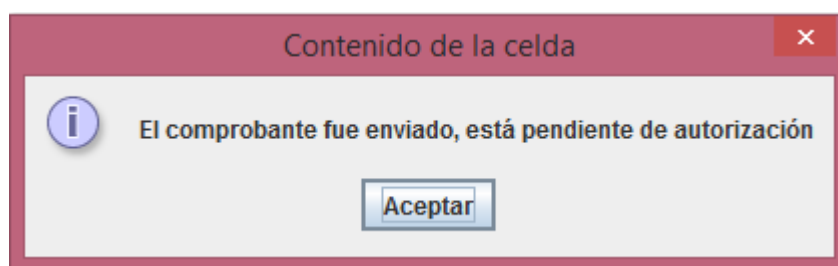 Contenido de la celda
El comprobante fue enviado, está pendiente de autorización
Aceptar